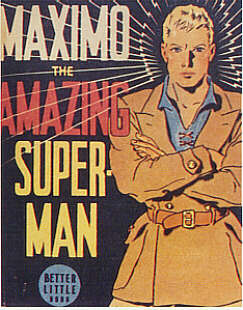 MAXIMO
THE
AMAZING
SUPER-
MAN
BETTER
LITTLE
BOOK